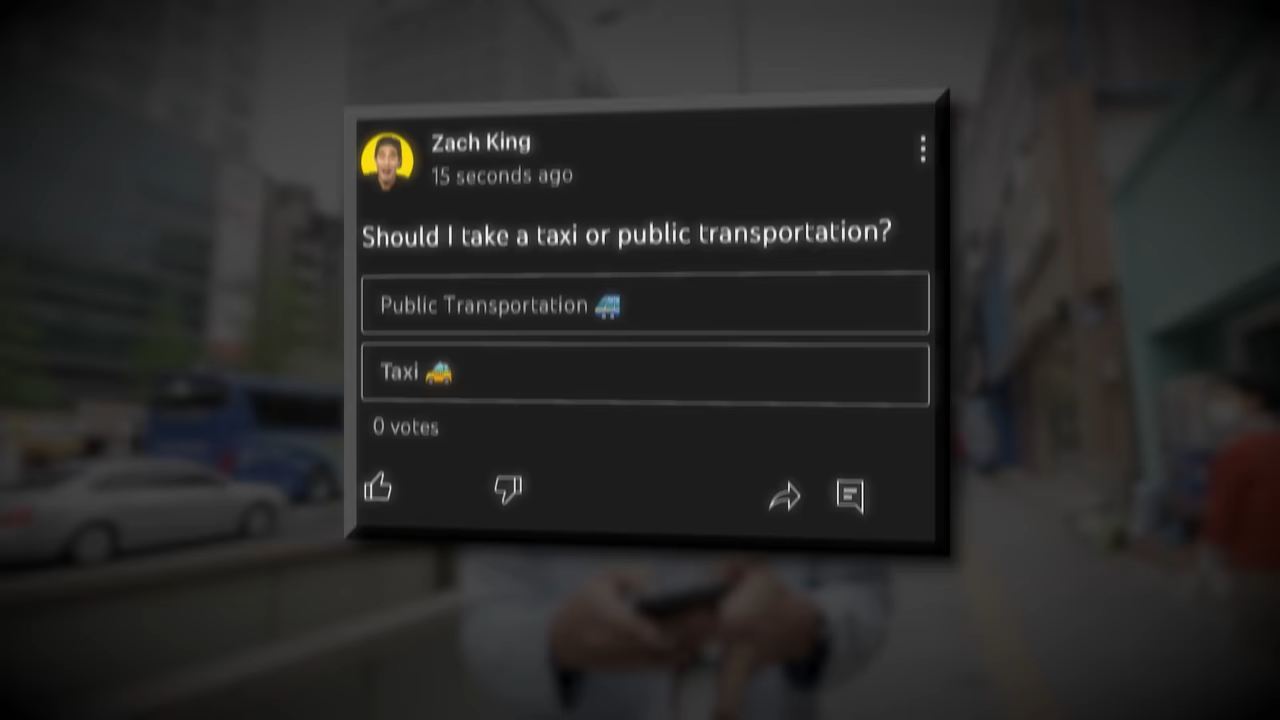 Zach King
15 seconds ago
Should I take a taxi or public transportation?
Public Transportation
Taxi
0 votes